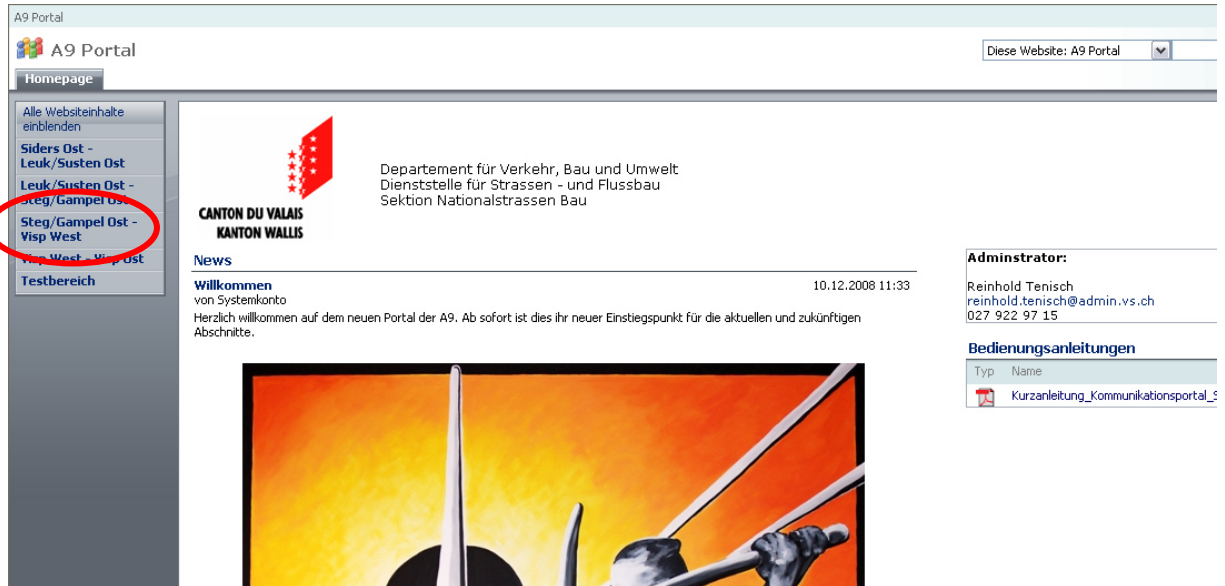 A9 Portal
A9 Portal
Diese Website: A9 Portal
Homepage
Alle Websiteinhalte
einblenden
Siders Ost -
Leuk/Susten Ost
Leuk/Susten Ost -
Steg/Gampel Ost
Steg/Gampel Ost -
Visp West
Visp West - Visp Ost
Testbereich
CANTON DU VALAIS
KANTON WALLIS
Departement für Verkehr, Bau und Umwelt
Dienststelle für Strassen - und Flussbau
Sektion Nationalstrassen Bau
News
Willkommen
10.12.2008 11:33
von Systemkonto
Herzlich willkommen auf dem neuen Portal der A9. Ab sofort ist dies ihr neuer Einstiegspunkt für die aktuellen und zukünftigen
Abschnitte.
Adminstrator:
Reinhold Tenisch
reinhold.tenisch@admin.vs.ch
027 922 97 15
Bedienungsanleitungen
Typ Name
Kurzanleitung_Kommunikationsportal_S